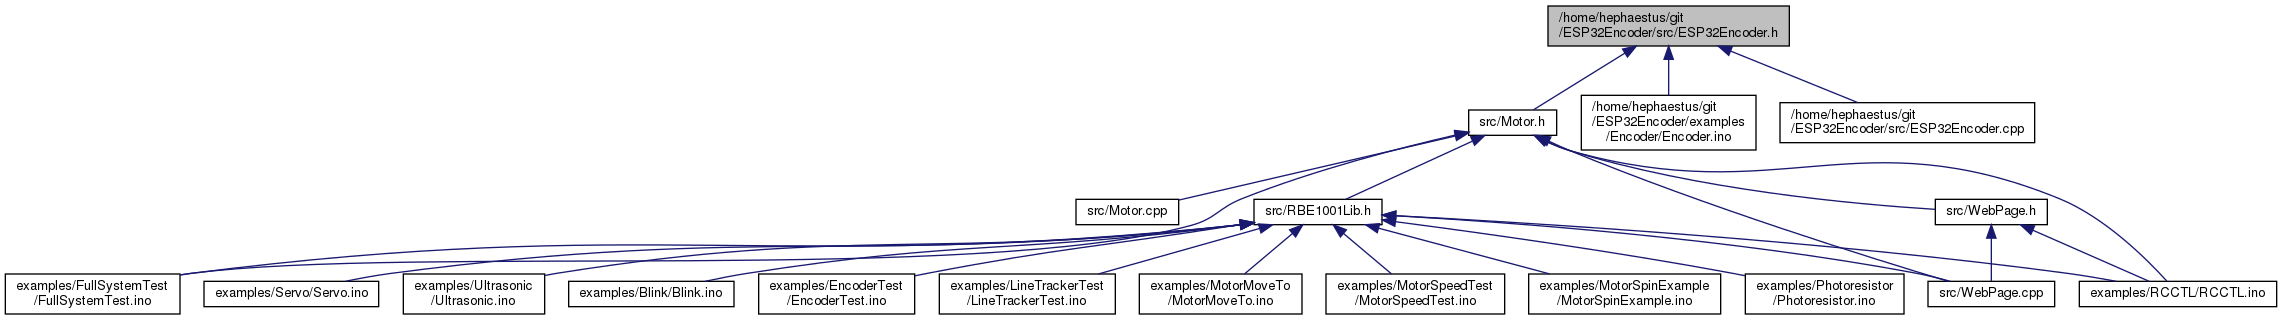 /home/hephaestus/git
/ESP32Encoder/src/ESP32Encoder.h
src/Motor.h
/home/hephaestus/git
/ESP32Encoder/examples
/Encoder/Encoder.ino
/home/hephaestus/git
/ESP32Encoder/src/ESP32Encoder.cpp
src/Motor.cpp
src/RBE1001Lib.h
src/WebPage.h
examples/FullSystemTest
/FullSystemTest.ino
examples/Servo/Servo.ino
examples/Ultrasonic
/Ultrasonic.ino
examples/Blink/Blink.ino
examples/EncoderTest
/EncoderTest.ino
examples/LineTrackerTest
/LineTrackerTest.ino
examples/MotorMoveTo
/MotorMoveTo.ino
examples/MotorSpeedTest
/MotorSpeedTest.ino
examples/MotorSpinExample
/MotorSpinExample.ino
examples/Photoresistor
/Photoresistor.ino
src/WebPage.cpp
examples/RCCTL/RCCTL.ino